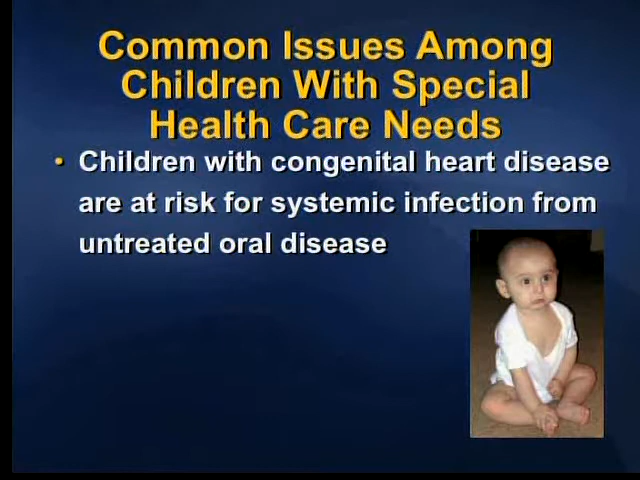 Common Issues Among
Children With Special
Health Care Needs
• Children with congenital heart disease
are at risk for systemic infection from
untreated oral disease